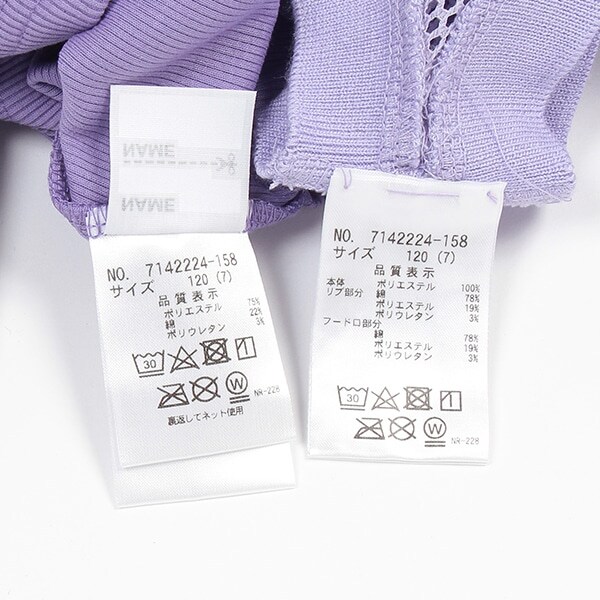 NAME
NAME
NO. 7142224-158
サイズ 120 (7)
品質表示
ポリエステル 75%
綿 22%
ポリウレタン 3%
30
W
NR-228
裏返してネット使用
NO. 7142224-158
サイズ 120 (7)
品質表示
本体 ポリエステル 100%
リブ部分 綿 78%
ポリエステル 19%
ポリウレタン 3%
フード口部分
綿 78%
ポリエステル 19%
ポリウレタン 3%
30
W
NR-228